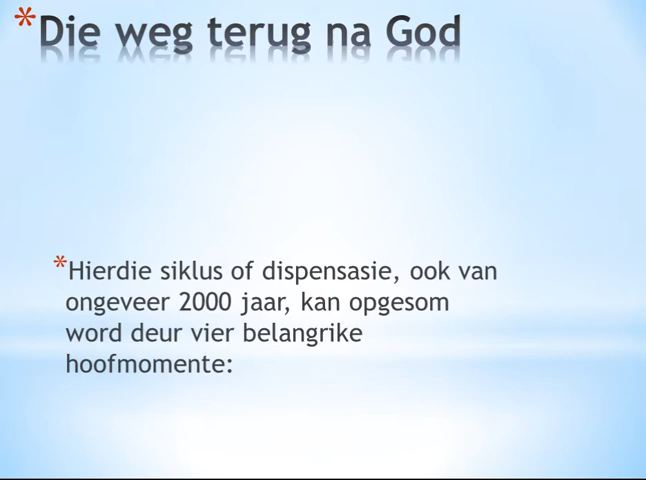 *Die weg terug na God
*Hierdie siklus of dispensasie, ook van
ongeveer 2000 jaar, kan opgesom
word deur vier belangrike
hoofmomente: